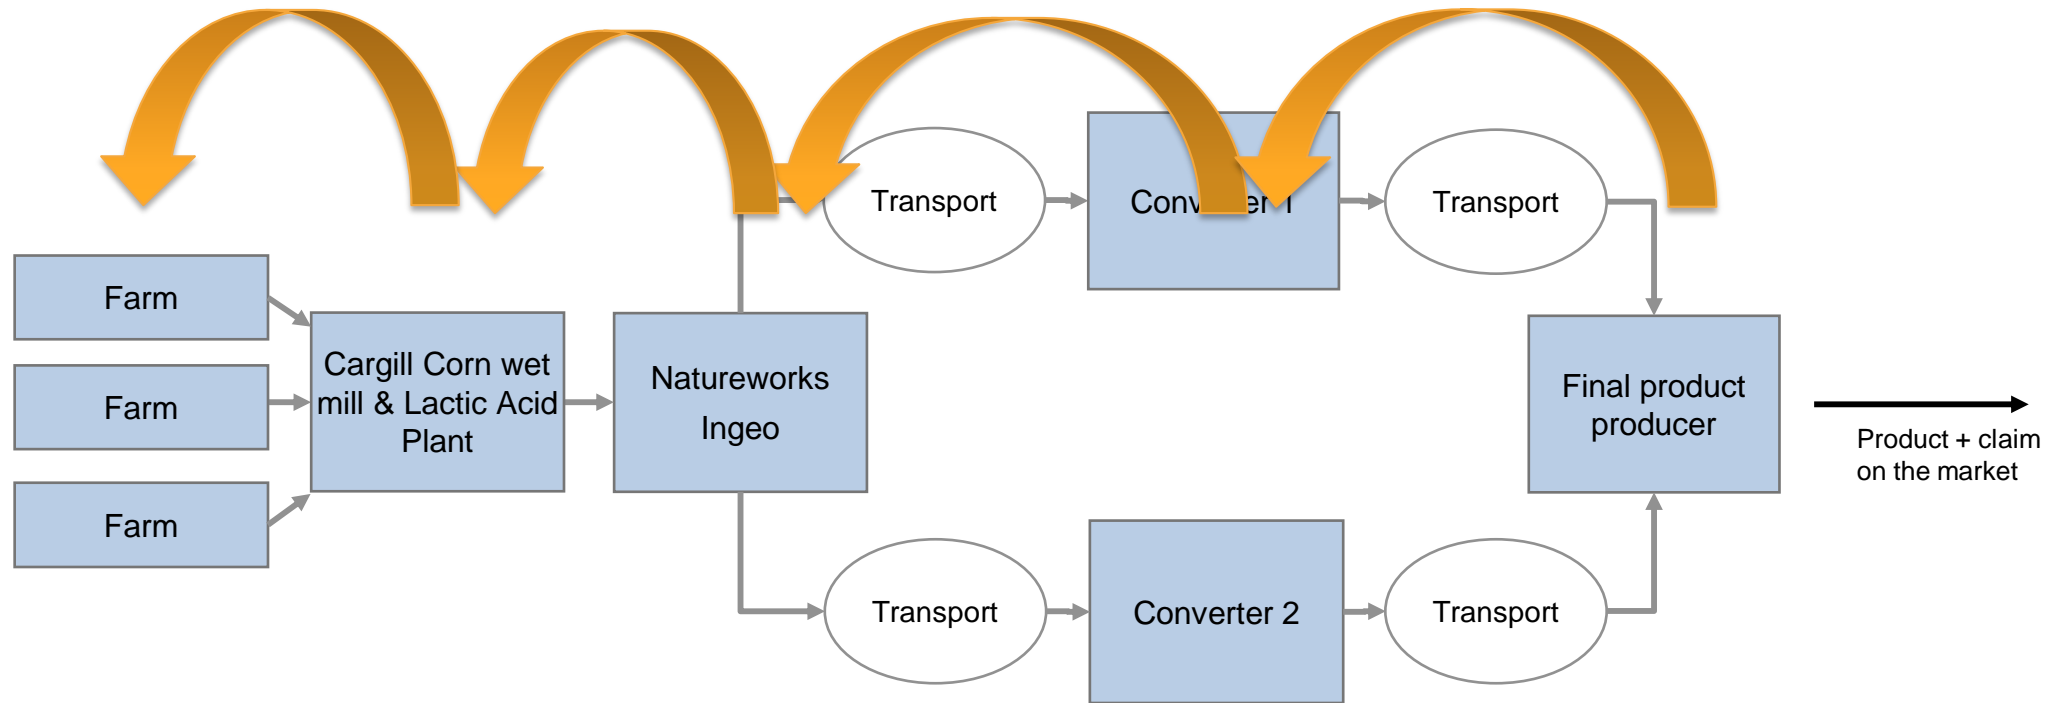 Transport
Transport
Farm
Farm
Farm
Cargill Corn wet
mill & Lactic Acid
Plant
Natureworks
Ingeo
Final product
producer
Product + claim
on the market
Transport
Converter 2
Transport